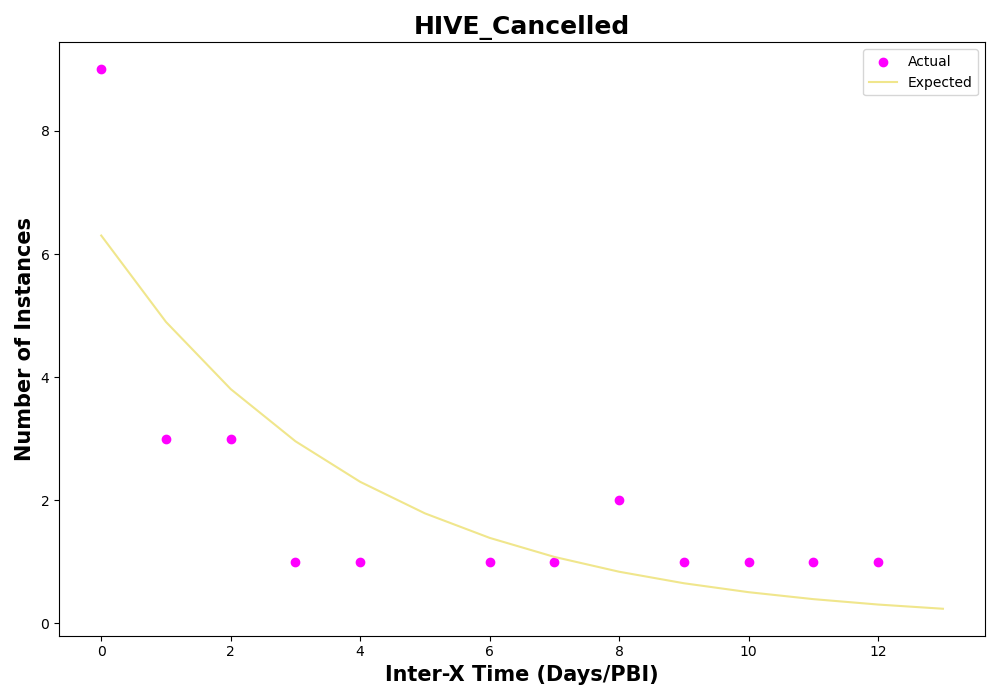 HIVE_Cancelled
Actual
Expected
Number of Instances
8
6
4
2
0
0 2 4 6 8 10 12
Inter-X Time (Days/PBI)